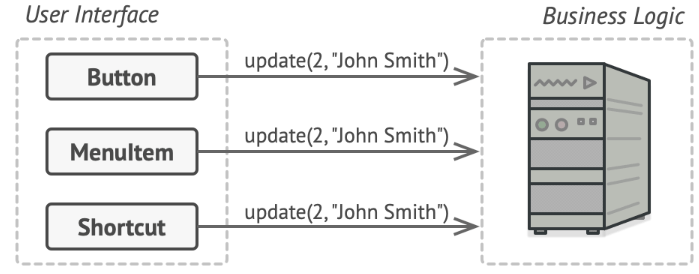 User Interface
Business Logic
Button
update(2, "John Smith")
MenuItem
update(2, "John Smith")
Shortcut
update(2, "John Smith")